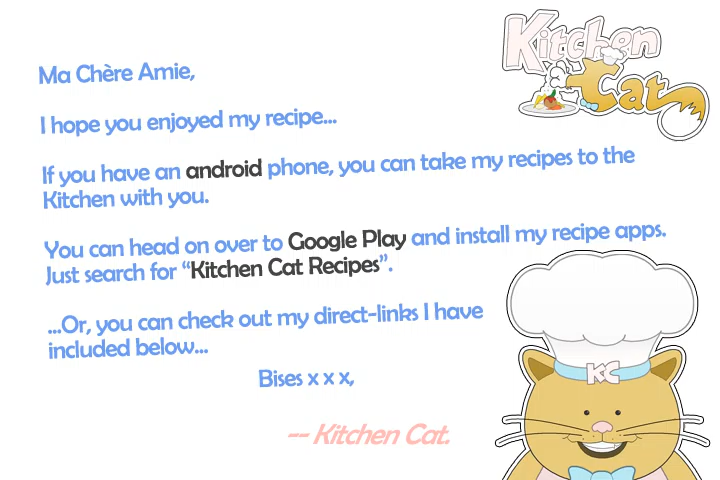 Kitchen
Cat
Ma Chère Amie,
I hope you enjoyed my recipe...
If you have an android phone, you can take my recipes to the
Kitchen with you.
You can head on over to Google Play and install my recipe apps.
Just search for “Kitchen Cat Recipes”.
...Or, you can check out my direct-links I have
included below...
Bises x x x,
-- Kitchen Cat.
KC